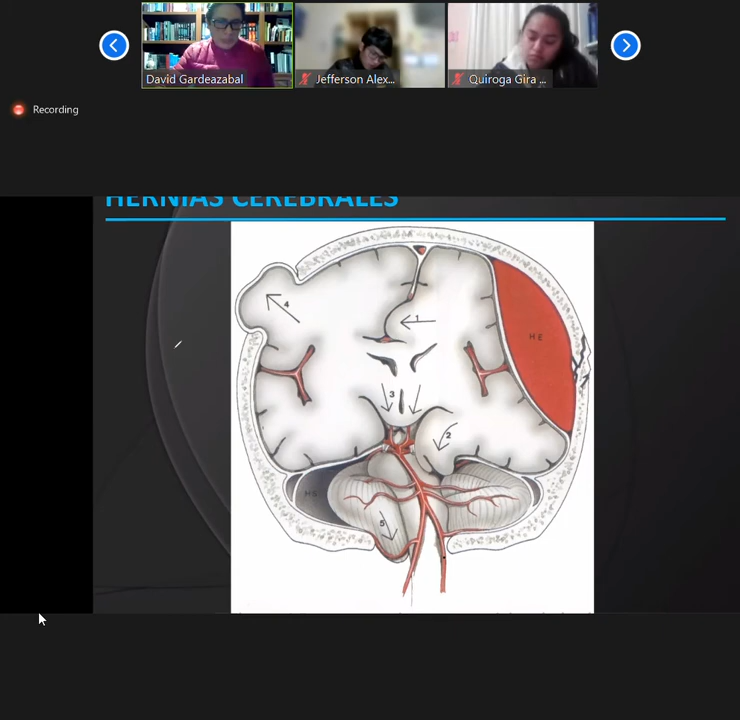 David Gardeazabal
Jefferson Alex...
Quiroga Gira ...
Recording
HERNIAS CEREBRALES
4
1
H E
3
2
H S
5